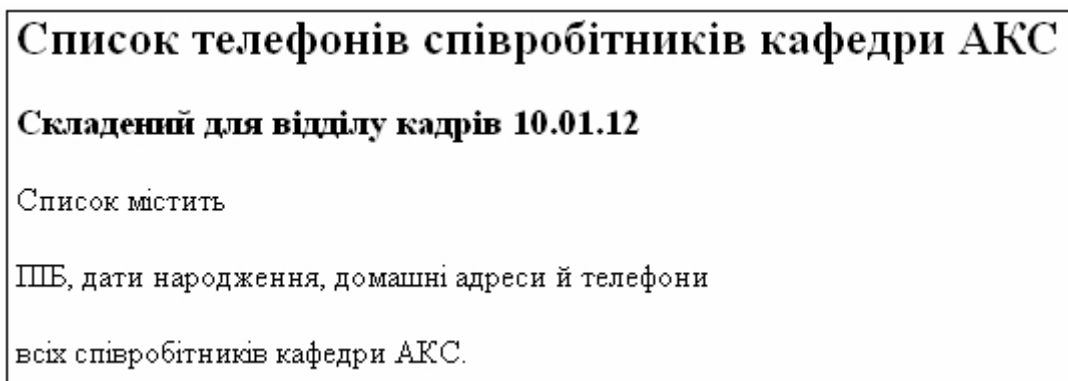 Список телефонів співробітників кафедри АКС
Складений для відділу кадрів 10.01.12
Список містить
ПІБ, дати народження, домашні адреси й телефони
всіх співробітників кафедри АКС.